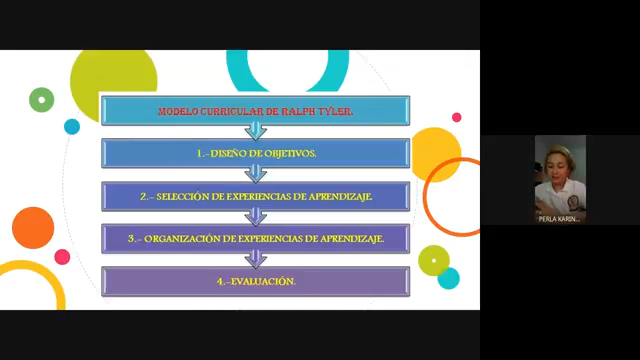 MODELO CURRICULAR DE RALPH TYLER.
1.-DISEÑO DE OBJETIVOS.
2.- SELECCIÓN DE EXPERIENCIAS DE APRENDIZAJE.
3.- ORGANIZACIÓN DE EXPERIENCIAS DE APRENDIZAJE.
4.-EVALUACIÓN.
PERLA KARIN...